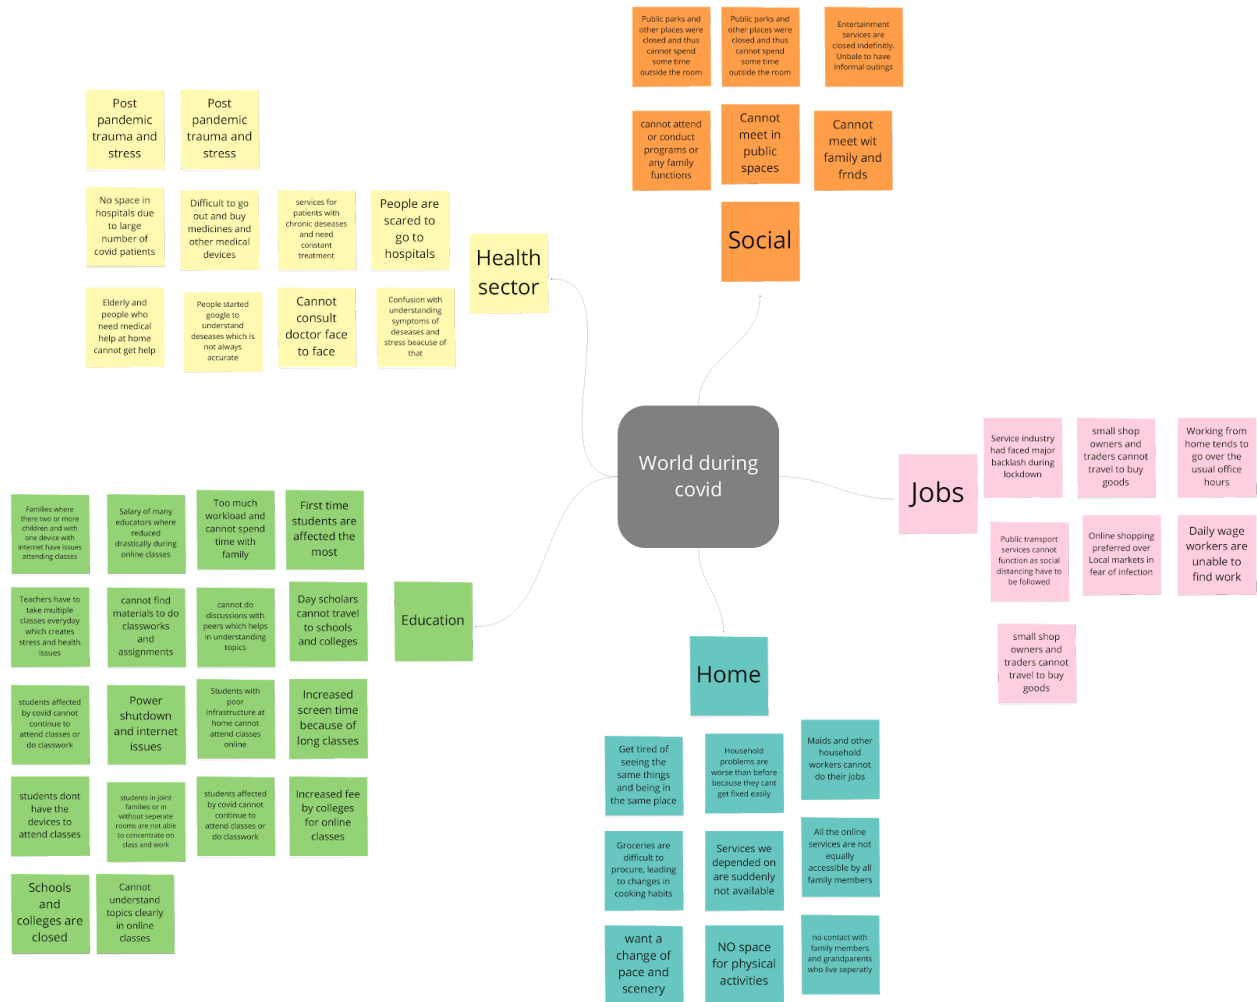 Public parks and
other places were
closed and thus
cannot spend
some time
outside the room
Public parks and
other places were
closed and thus
cannot spend
some time
outside the room
Entertainment
services are
closed indefinitly.
Unbale to have
informal outings
cannot attend
or conduct
programs or
any family
functions
Cannot
meet in
public
spaces
Cannot
meet wit
family and
frnds
Social
Post
pandemic
trauma and
stress
Post
pandemic
trauma and
stress
No space in
hospitals due
to large
number of
covid patients
Difficult to go
out and buy
medicines and
other medical
devices
services for
patients with
chronic deseases
and need
constant
treatment
People are
scared to
go to
hospitals
Health
sector
Elderly and
people who
need medical
help at home
cannot get help
People started
google to
understand
deseases which is
not always
accurate
Cannot
consult
doctor face
to face
Confusion with
understanding
symptoms of
deseases and
stress beacuse of
that
World during
covid
Jobs
Service industry
had faced major
backlash during
lockdown
small shop
owners and
traders cannot
travel to buy
goods
Working from
home tends to
go over the
usual office
hours
Public transport
services cannot
function as social
distancing have to
be followed
Online shopping
preferred over
Local markets in
fear of infection
Daily wage
workers are
unable to
find work
small shop
owners and
traders cannot
travel to buy
goods
Families where
there two or more
children and with
one device with
internet have issues
attending classes
Salary of many
educators where
reduced
drastically during
online classes
Too much
workload and
cannot spend
time with
family
First time
students are
affected the
most
Teachers have to
take multiple
classes everyday
which creates
stress and health
issues
cannot find
materials to do
classworks
and
assignments
cannot do
discussions with
peers which helps
in understanding
topics
Day scholars
cannot travel
to schools
and colleges
Education
students affected
by covid cannot
continue to
attend classes or
do classwork
Power
shutdown
and internet
issues
Students with
poor
infrastructure at
home cannot
attend classes
online
Increased
screen time
because of
long classes
students dont
have the
devices to
attend classes
students in joint
families or in
without seperate
rooms are not able
to concentrate on
class and work
students affected
by covid cannot
continue to
attend classes or
do classwork
Increased fee
by colleges
for online
classes
Schools
and
colleges are
closed
Cannot
understand
topics clearly
in online
classes
Home
Get tired of
seeing the
same things
and being in
the same place
Household
problems are
worse than before
because they cant
get fixed easily
Maids and other
household
workers cannot
do their jobs
Groceries are
difficult to
procure, leading
to changes in
cooking habits
Services we
depended on
are suddenly
not available
All the online
services are not
equally
accessible by all
family members
want a
change of
pace and
scenery
NO space
for physical
activities
no contact with
family members
and grandparents
who live seperatly